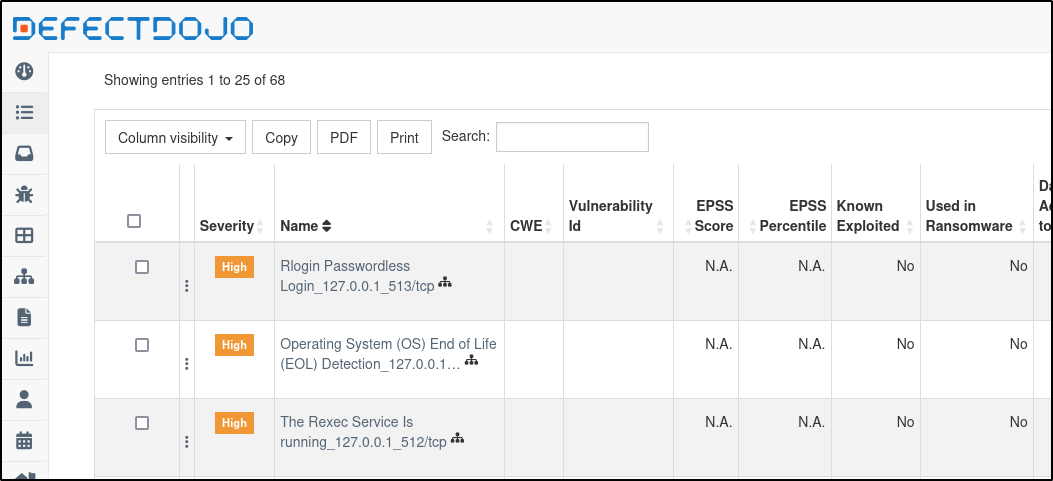 DEFECTDOJO
Showing entries 1 to 25 of 68
Column visibility Copy PDF Print Search:
Severity Name CWE Vulnerability Id EPSS Score EPSS Percentile Known Exploited Used in Ransomware
High Rlogin Passwordless N.A. N.A. No No
Login_127.0.0.1_513/tcp
High Operating System (OS) End of Life N.A. N.A. No No
(EOL) Detection_127.0.0.1...
High The Rexec Service Is N.A. N.A. No No
running_127.0.0.1_512/tcp